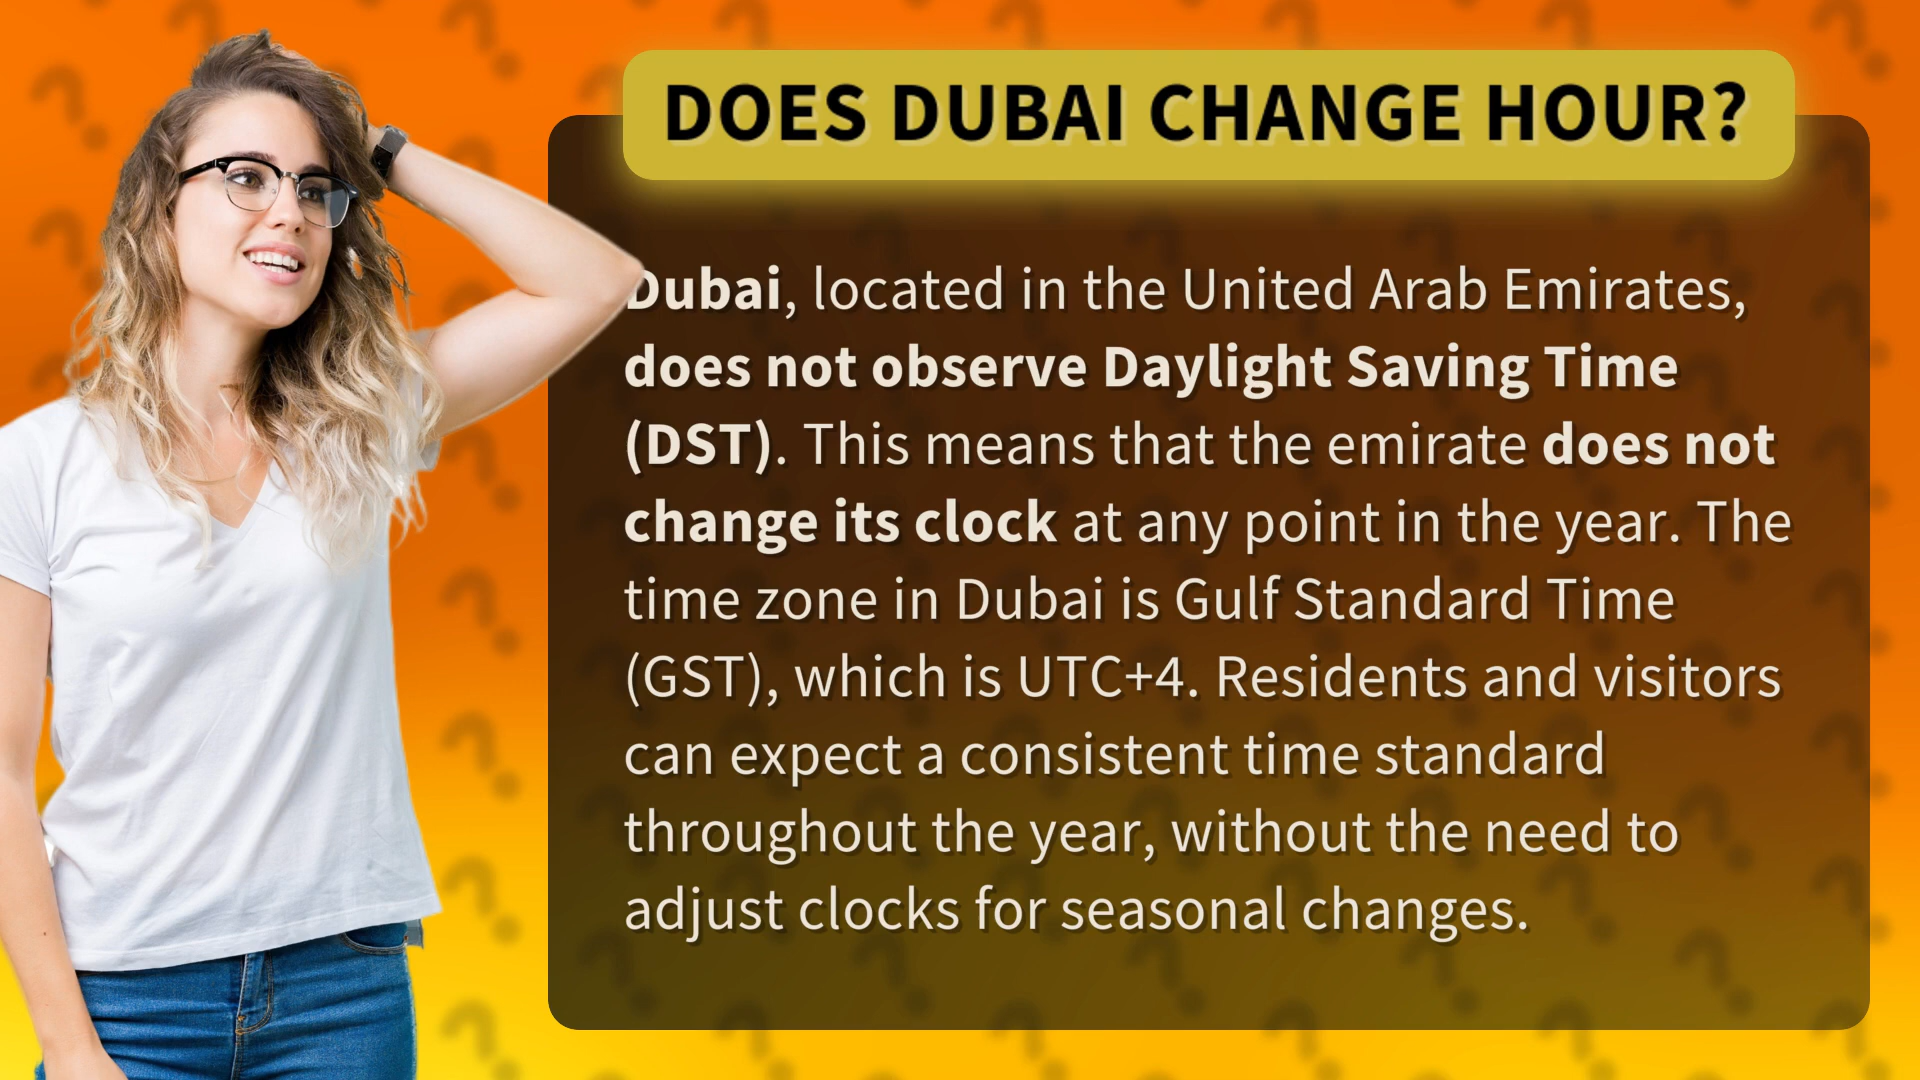 DOES DUBAI CHANGE HOUR?
Dubai, located in the United Arab Emirates,
does not observe Daylight Saving Time
(DST). This means that the emirate does not
change its clock at any point in the year. The
time zone in Dubai is Gulf Standard Time
(GST), which is UTC+4. Residents and visitors
can expect a consistent time standard
throughout the year, without the need to
adjust clocks for seasonal changes.